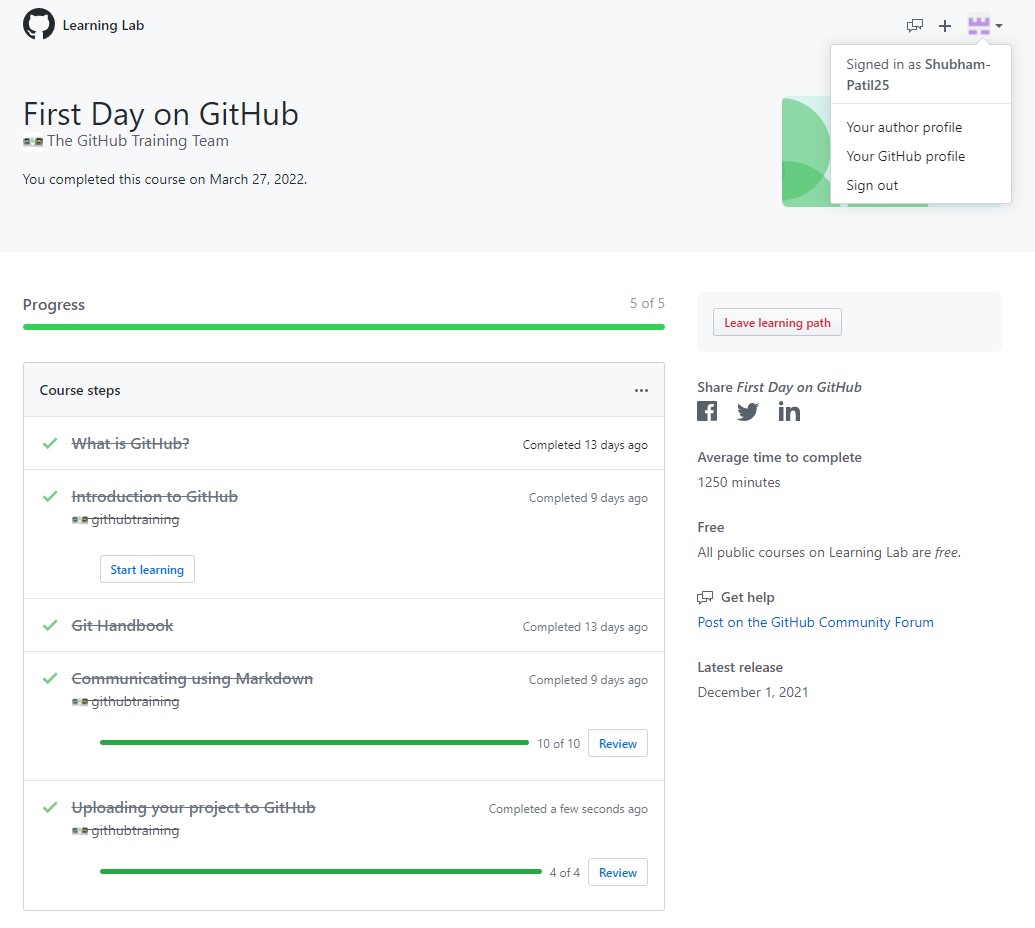 Learning Lab
Signed in as Shubham-
Patil25
Your author profile
Your GitHub profile
Sign out
First Day on GitHub
The GitHub Training Team
You completed this course on March 27, 2022.
Progress
5 of 5
Course steps
What is GitHub?
Completed 13 days ago
Introduction to GitHub
Completed 9 days ago
githubtraining
Start learning
Git Handbook
Completed 13 days ago
Communicating using Markdown
Completed 9 days ago
githubtraining
10 of 10
Review
Uploading your project to GitHub
Completed a few seconds ago
githubtraining
4 of 4
Review
Leave learning path
Share First Day on GitHub
Average time to complete
1250 minutes
Free
All public courses on Learning Lab are free.
Get help
Post on the GitHub Community Forum
Latest release
December 1, 2021